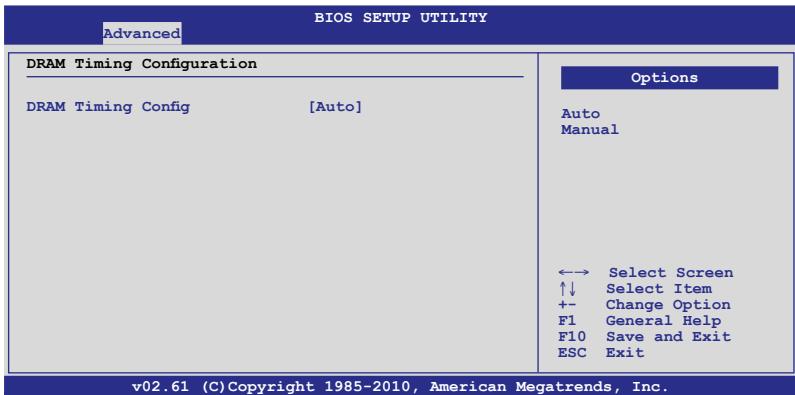 BIOS SETUP UTILITY
Advanced
DRAM Timing Configuration
DRAM Timing Config [Auto]
Options
Auto
Manual
←→ Select Screen
↑↓ Select Item
+- Change Option
F1 General Help
F10 Save and Exit
ESC Exit
v02.61 (C)Copyright 1985-2010, American Megatrends, Inc.